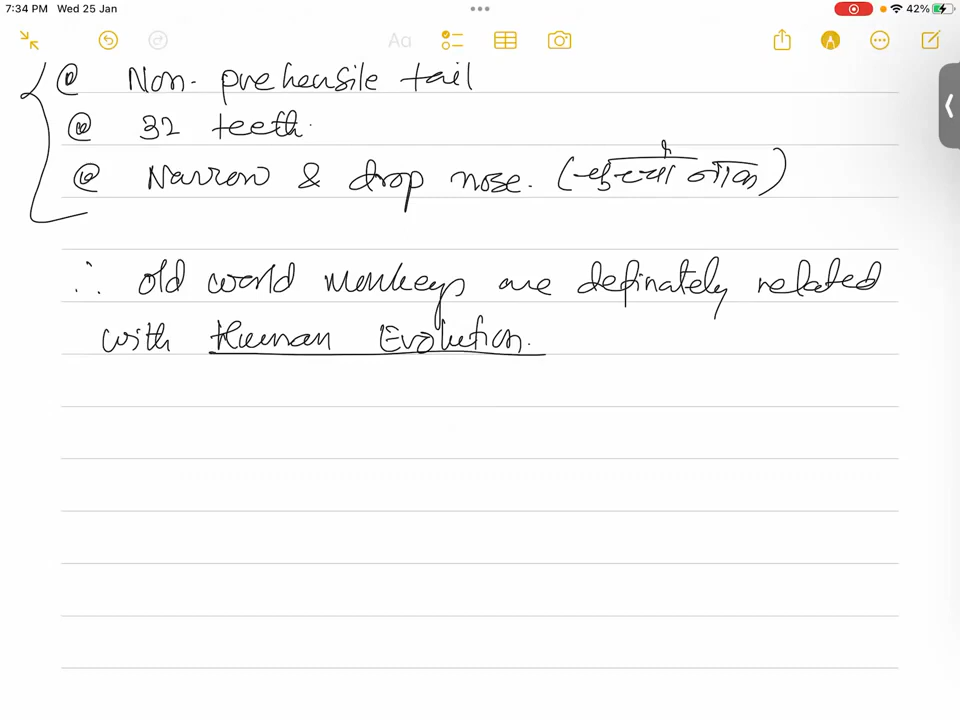 7:34 PM Wed 25 Jan
42%
Aa
@ Non-prehensile tail
@ 32 teeth.
@ Narrow & drop nose. (
∴ old world monkeys are definately related
with Human Evolution.